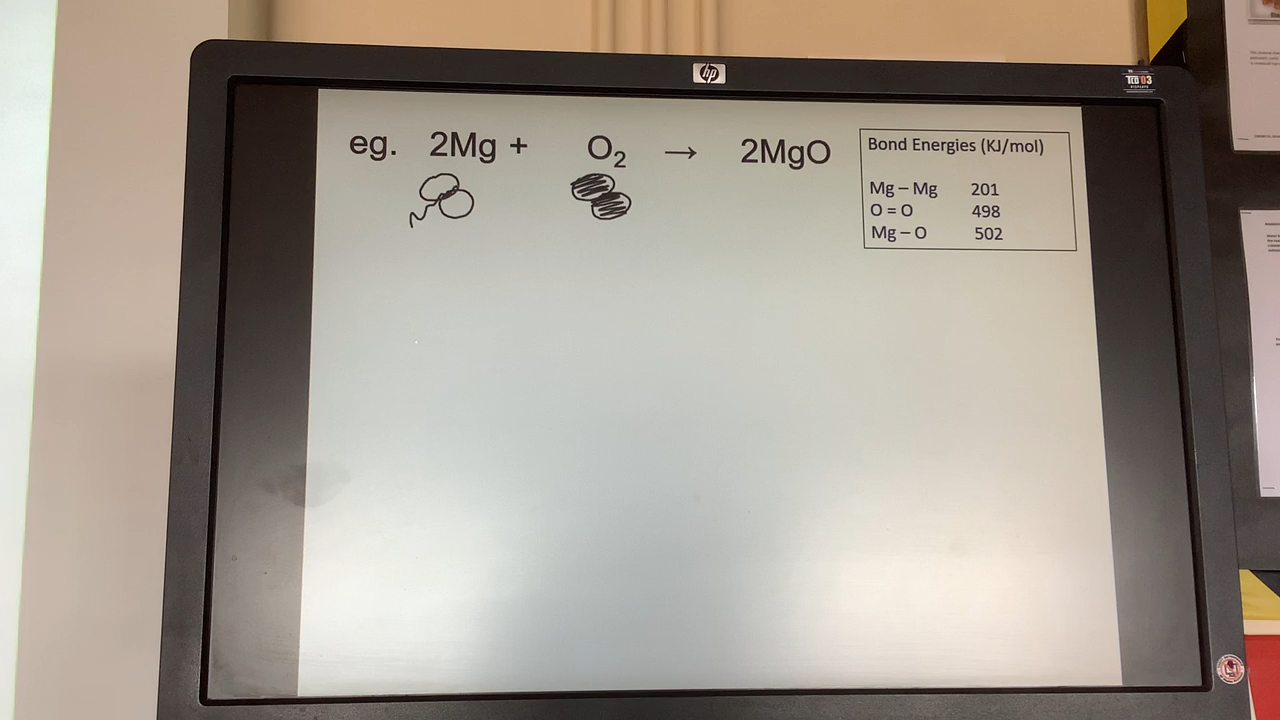 hp
eg. 2Mg + O₂ → 2MgO
Bond Energies (KJ/mol)
Mg – Mg 201
O = O 498
Mg – O 502